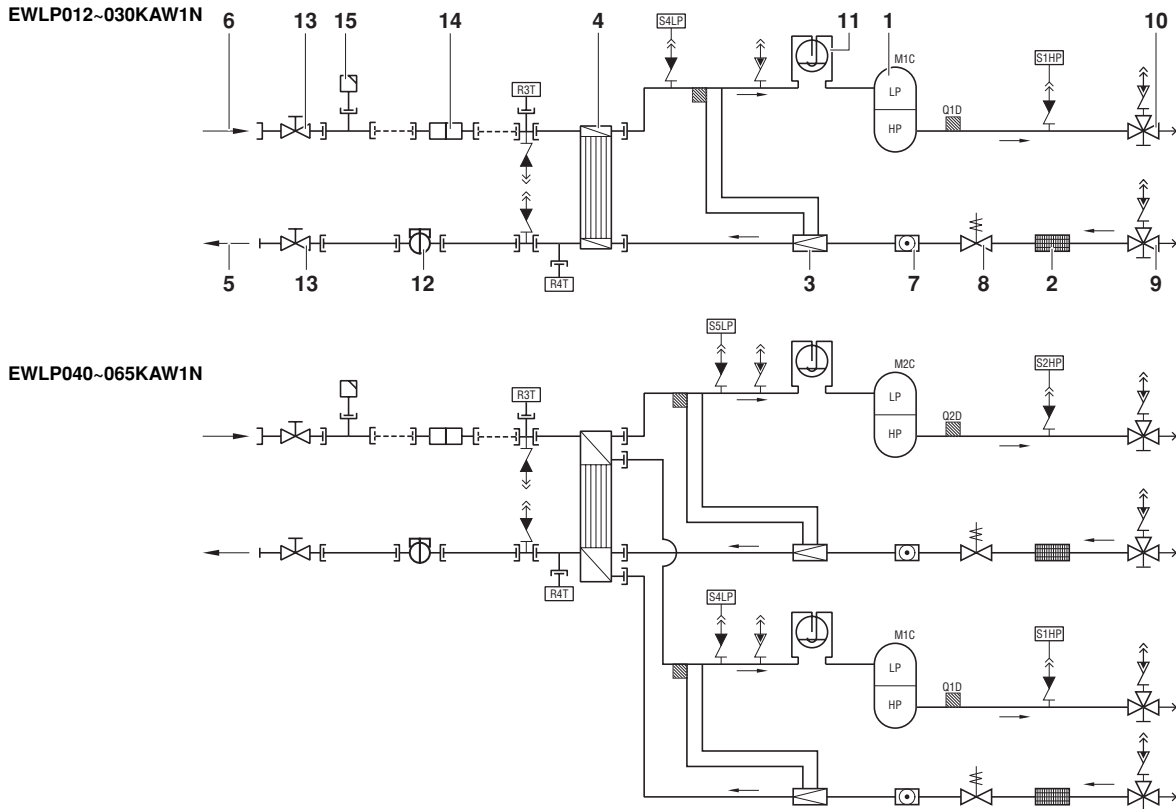 EWLP012~030KAW1N
6 13 15 14 4 S4LP 11 1 10
M1C
S1HP
R3T
LP
Q1D
HP
5 13 12 R4T 3 7 8 2 9
EWLP040~065KAW1N
S5LP
M2C
S2HP
R3T
LP
Q2D
HP
R4T
S4LP
M1C
S1HP
LP
Q1D
HP